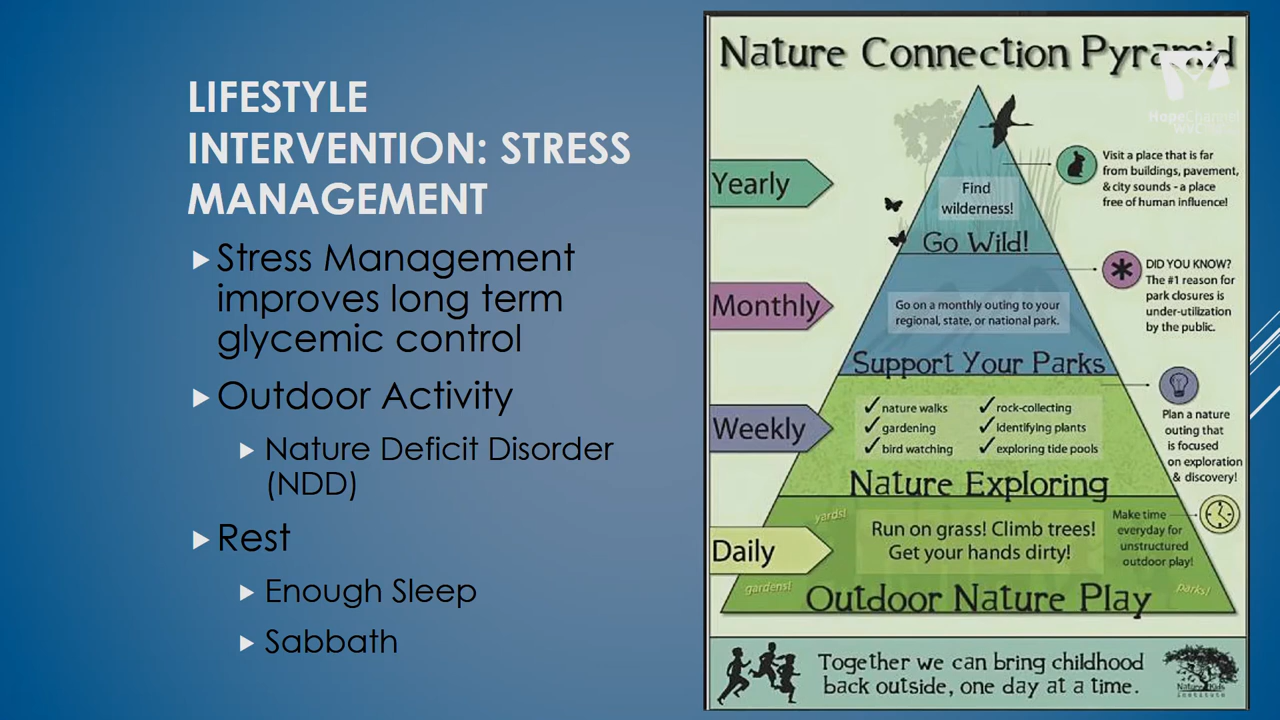 LIFESTYLE
INTERVENTION: STRESS
MANAGEMENT
Stress Management
improves long term
glycemic control
Outdoor Activity
Nature Deficit Disorder
(NDD)
Rest
Enough Sleep
Sabbath
Nature Connection Pyramid
HopeChannel
Yearly
Find
wilderness!
Go Wild!
Visit a place that is far
from buildings, pavement,
& city sounds - a place
free of human influence!
Monthly
Go on a monthly outing to your
regional, state, or national park.
Support Your Parks
DID YOU KNOW?
The #1 reason for
park closures is
under-utilization
by the public.
Weekly
✓ nature walks ✓ rock-collecting
✓ gardening ✓ identifying plants
✓ bird watching ✓ exploring tide pools
Nature Exploring
Plan a nature
outing that
is focused
on exploration
& discovery!
Daily
yards!
Run on grass! Climb trees!
Get your hands dirty!
gardens!
parks!
Outdoor Nature Play
Make time
everyday for
unstructured
outdoor play!
Together we can bring childhood
back outside, one day at a time.
Nature Kids
Institute